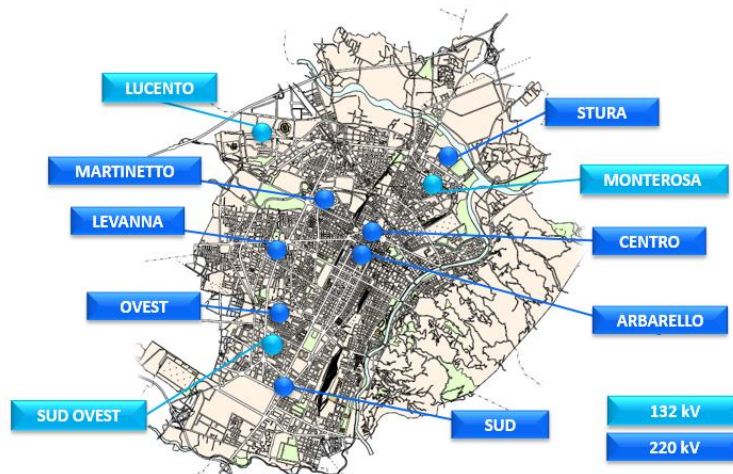 LUCENTO
STURA
MARTINETTO
MONTEROSA
LEVANNA
CENTRO
OVEST
ARBARELLO
SUD OVEST
SUD
132 kV
220 kV